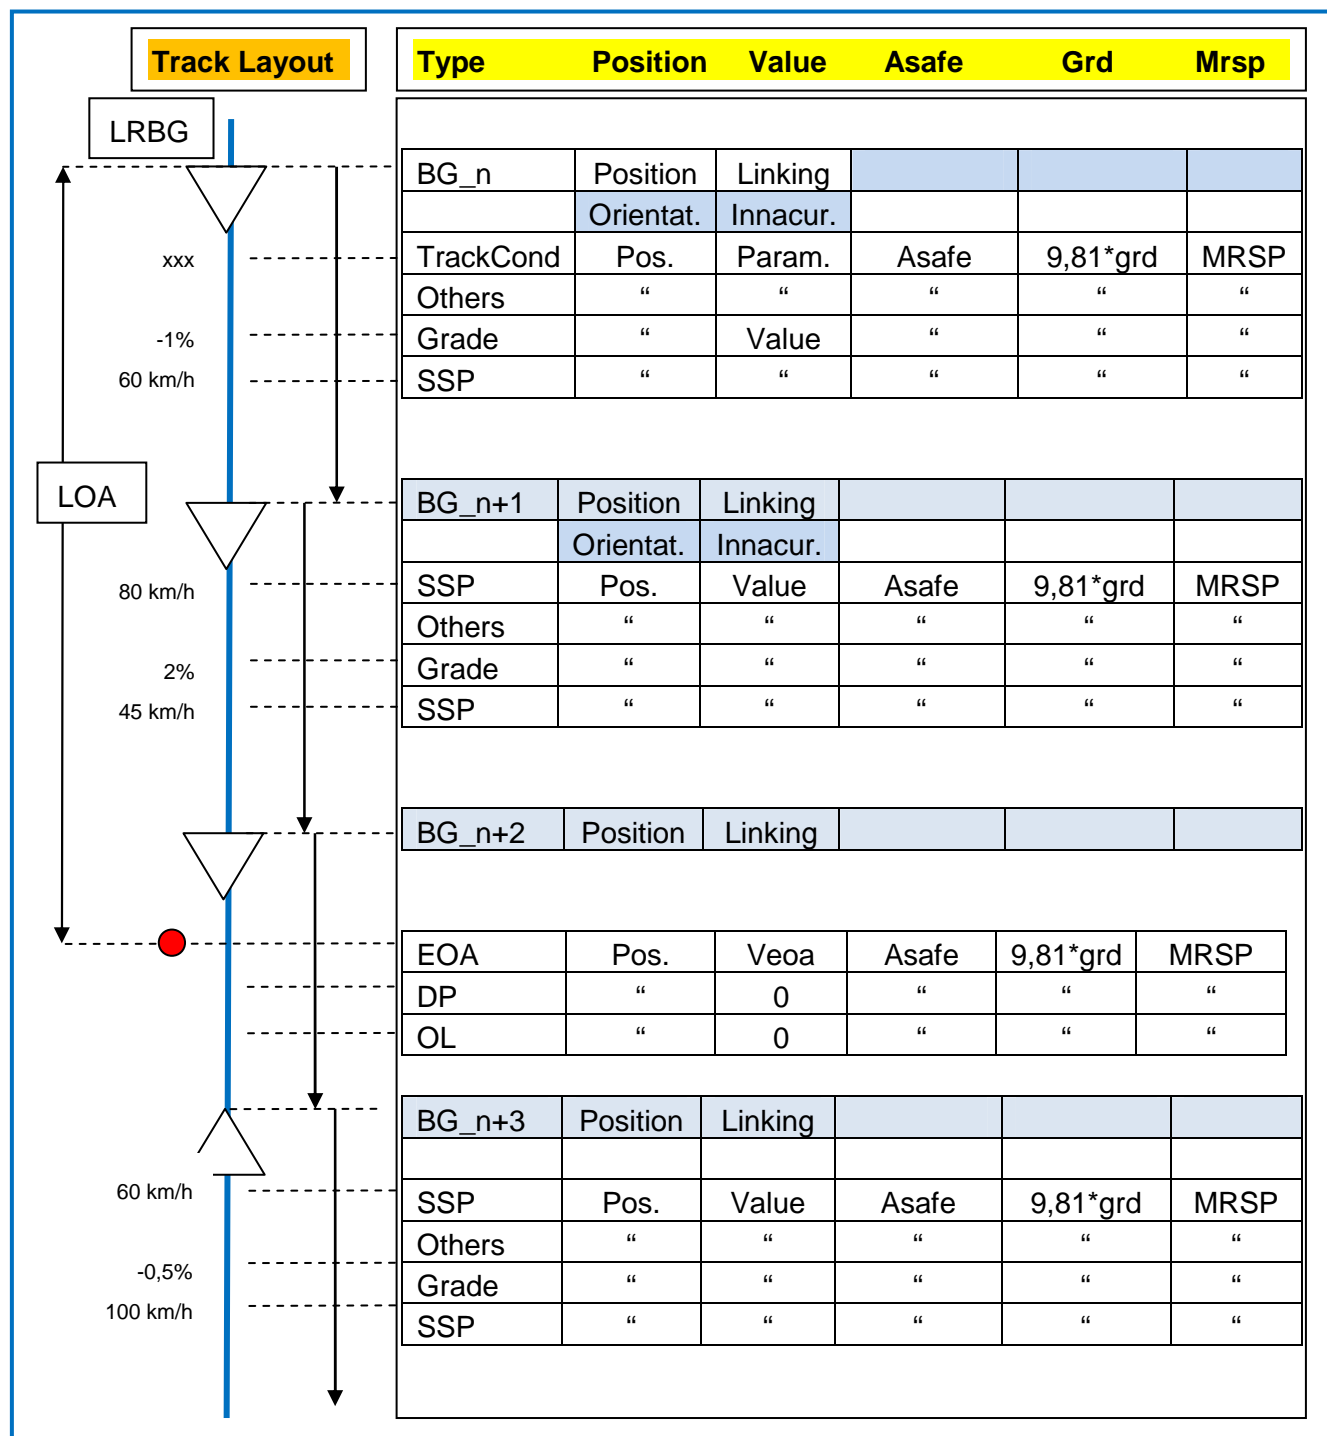 Track Layout Type Position Value Asafe Grd Mrsp
LRBG
BG_n Position Linking
Orientat. Innacur.
xxx TrackCond Pos. Param. Asafe 9,81*grd MRSP
Others “ “ “ “ “
-1% Grade “ Value “ “ “
60 km/h SSP “ “ “ “ “
LOA
BG_n+1 Position Linking
Orientat. Innacur.
80 km/h SSP Pos. Value Asafe 9,81*grd MRSP
Others “ “ “ “ “
2% Grade “ “ “ “ “
45 km/h SSP “ “ “ “ “
BG_n+2 Position Linking
EOA Pos. Veoa Asafe 9,81*grd MRSP
DP “ 0 “ “ “
OL “ 0 “ “ “
BG_n+3 Position Linking
60 km/h SSP Pos. Value Asafe 9,81*grd MRSP
Others “ “ “ “ “
-0,5% Grade “ “ “ “ “
100 km/h SSP “ “ “ “ “